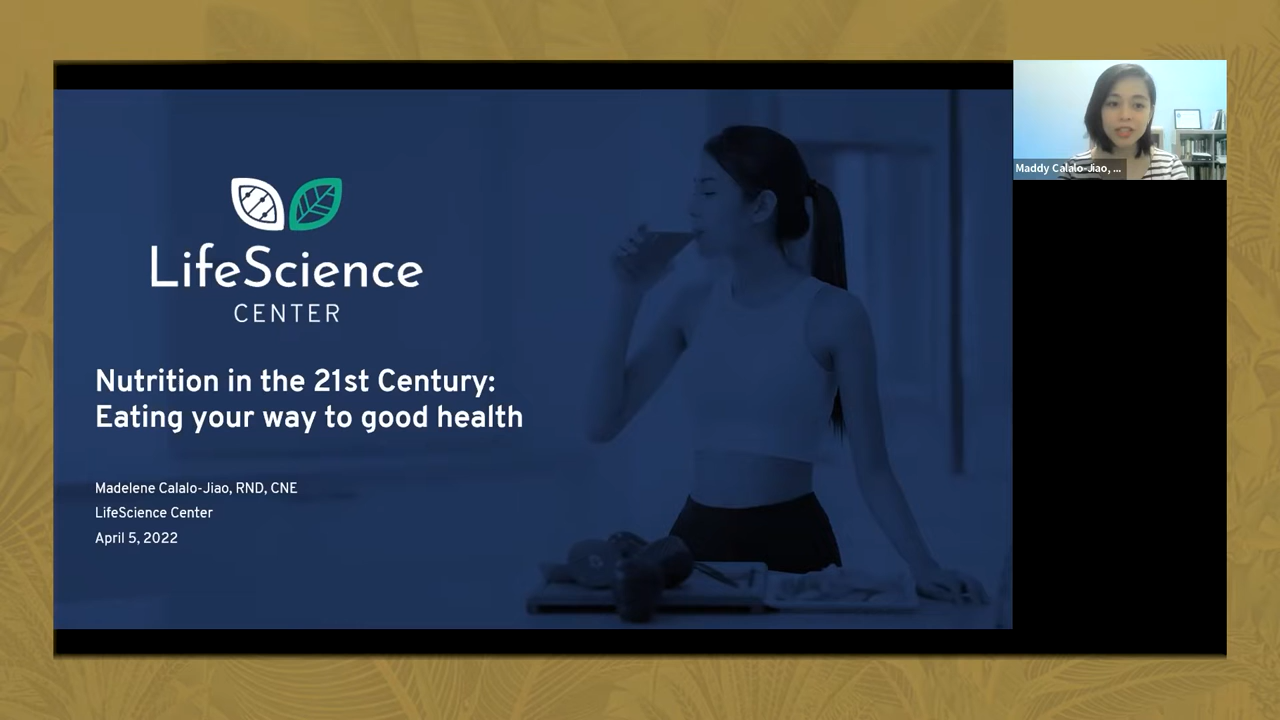 LifeScience
CENTER
Nutrition in the 21st Century:
Eating your way to good health
Madelene Calalo-Jiao, RND, CNE
LifeScience Center
April 5, 2022
Maddy Calalo-Jiao, ...